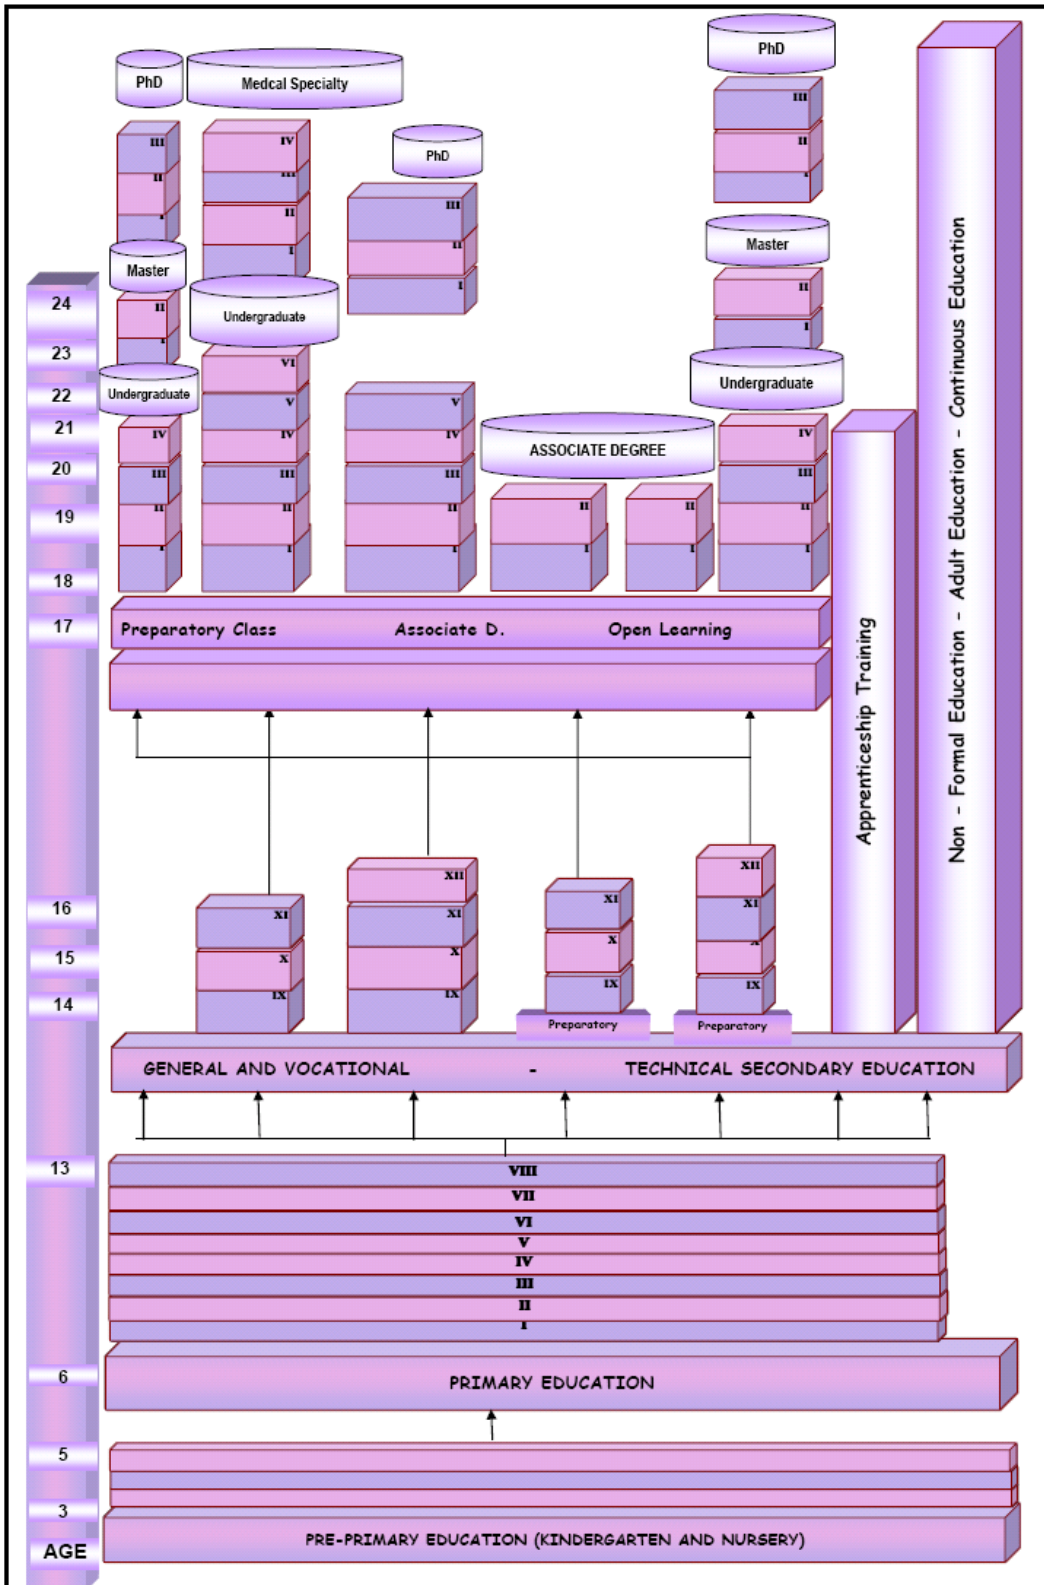 PhD
Medcal Specialty
PhD
PhD
III
II
I
IV
III
II
I
III
II
I
III
II
I
Master
Master
II
I
II
I
Undergraduate
Undergraduate
Undergraduate
ASSOCIATE DEGREE
IV
III
II
I
VI
V
IV
III
II
I
V
IV
III
II
I
II
I
II
I
IV
III
II
I
24
23
22
21
20
19
18
17
Preparatory Class Associate D. Open Learning
Apprenticeship Training
Non - Formal Education - Adult Education - Continuous Education
16
15
14
XI
X
IX
XII
XI
X
IX
XI
X
IX
Preparatory
XII
XI
X
IX
Preparatory
GENERAL AND VOCATIONAL - TECHNICAL SECONDARY EDUCATION
13
VIII
VII
VI
V
IV
III
II
I
6
PRIMARY EDUCATION
5
3
AGE
PRE-PRIMARY EDUCATION (KINDERGARTEN AND NURSERY)